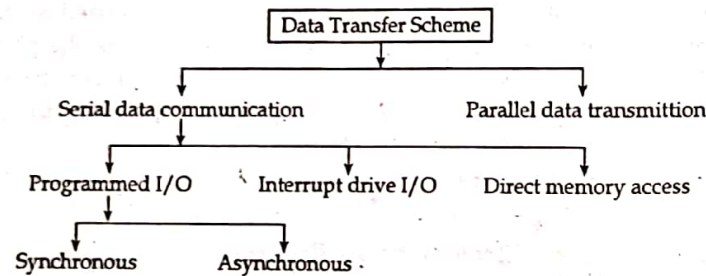 Data Transfer Scheme
Serial data communication Parallel data transmittion
Programmed I/O Interrupt drive I/O Direct memory access
Synchronous Asynchronous